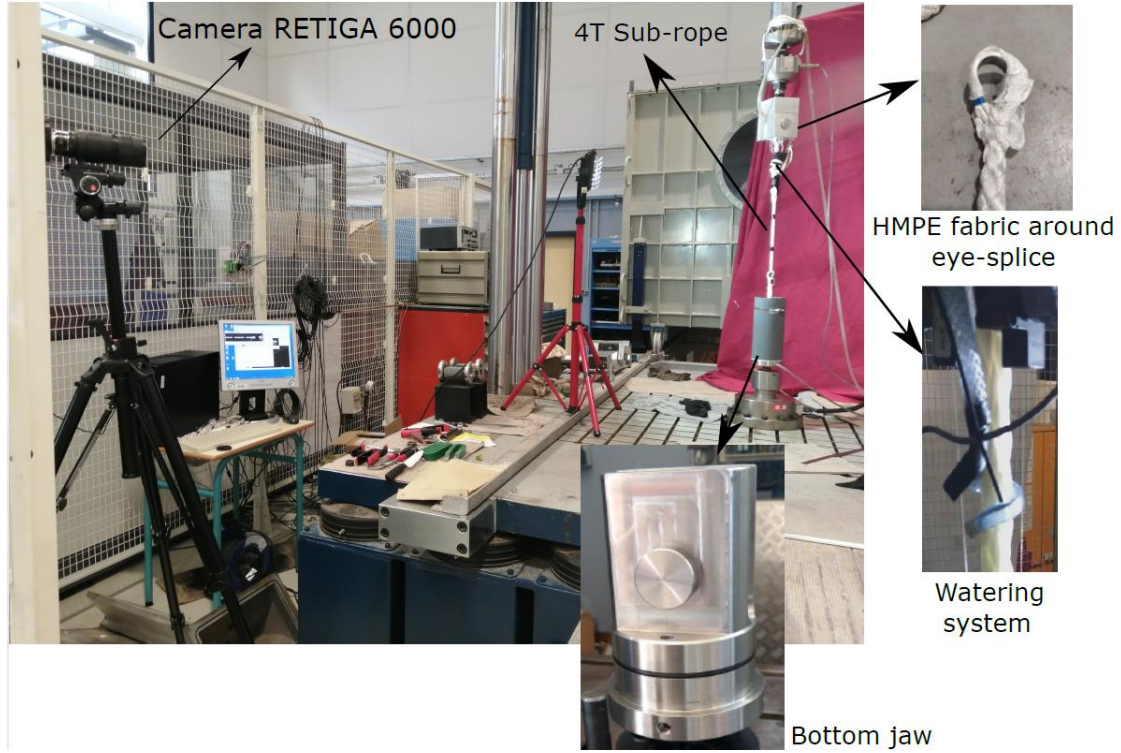 Camera RETIGA 6000
4T Sub-rope
HMPE fabric around
eye-splice
Watering
system
Bottom jaw